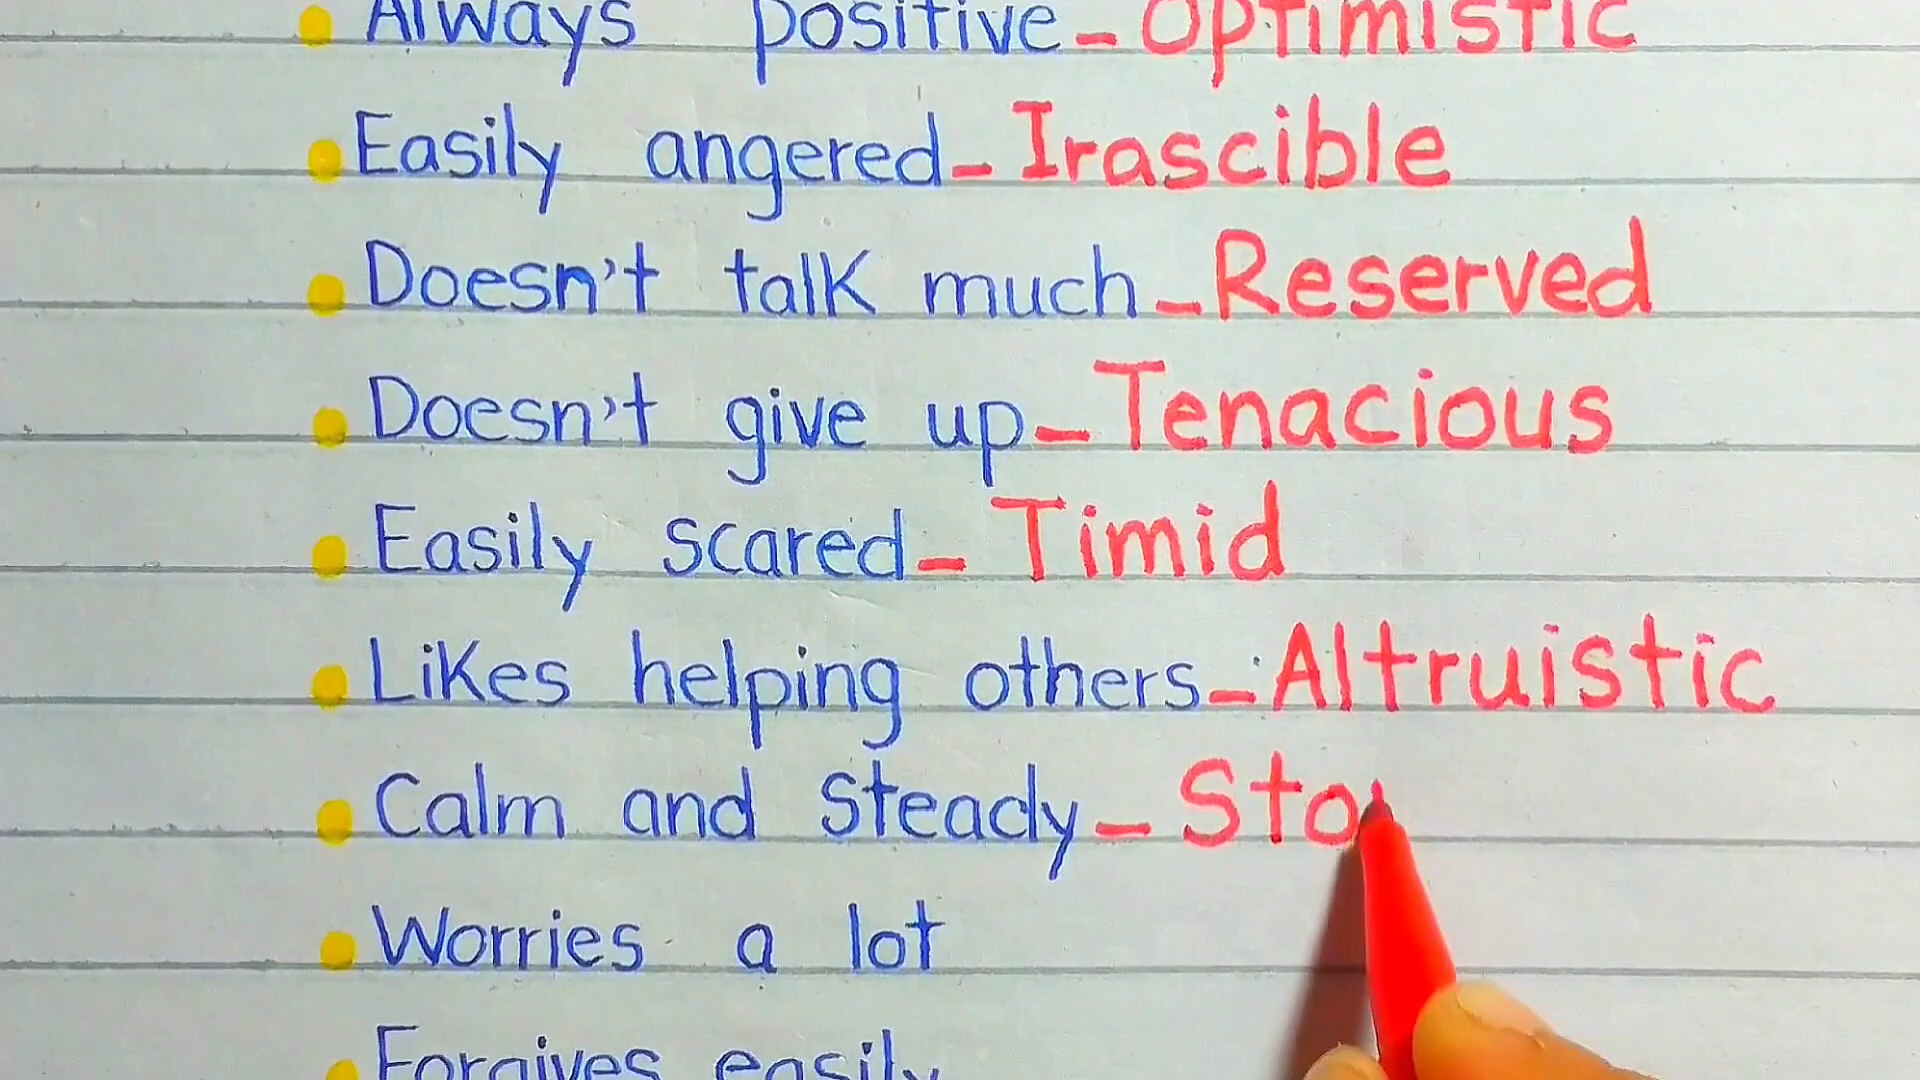 Always positive - Optimistic
Easily angered - Irascible
Doesn't talk much - Reserved
Doesn't give up - Tenacious
Easily scared - Timid
Likes helping others - Altruistic
Calm and Steady - Sto
Worries a lot
Forgives easily